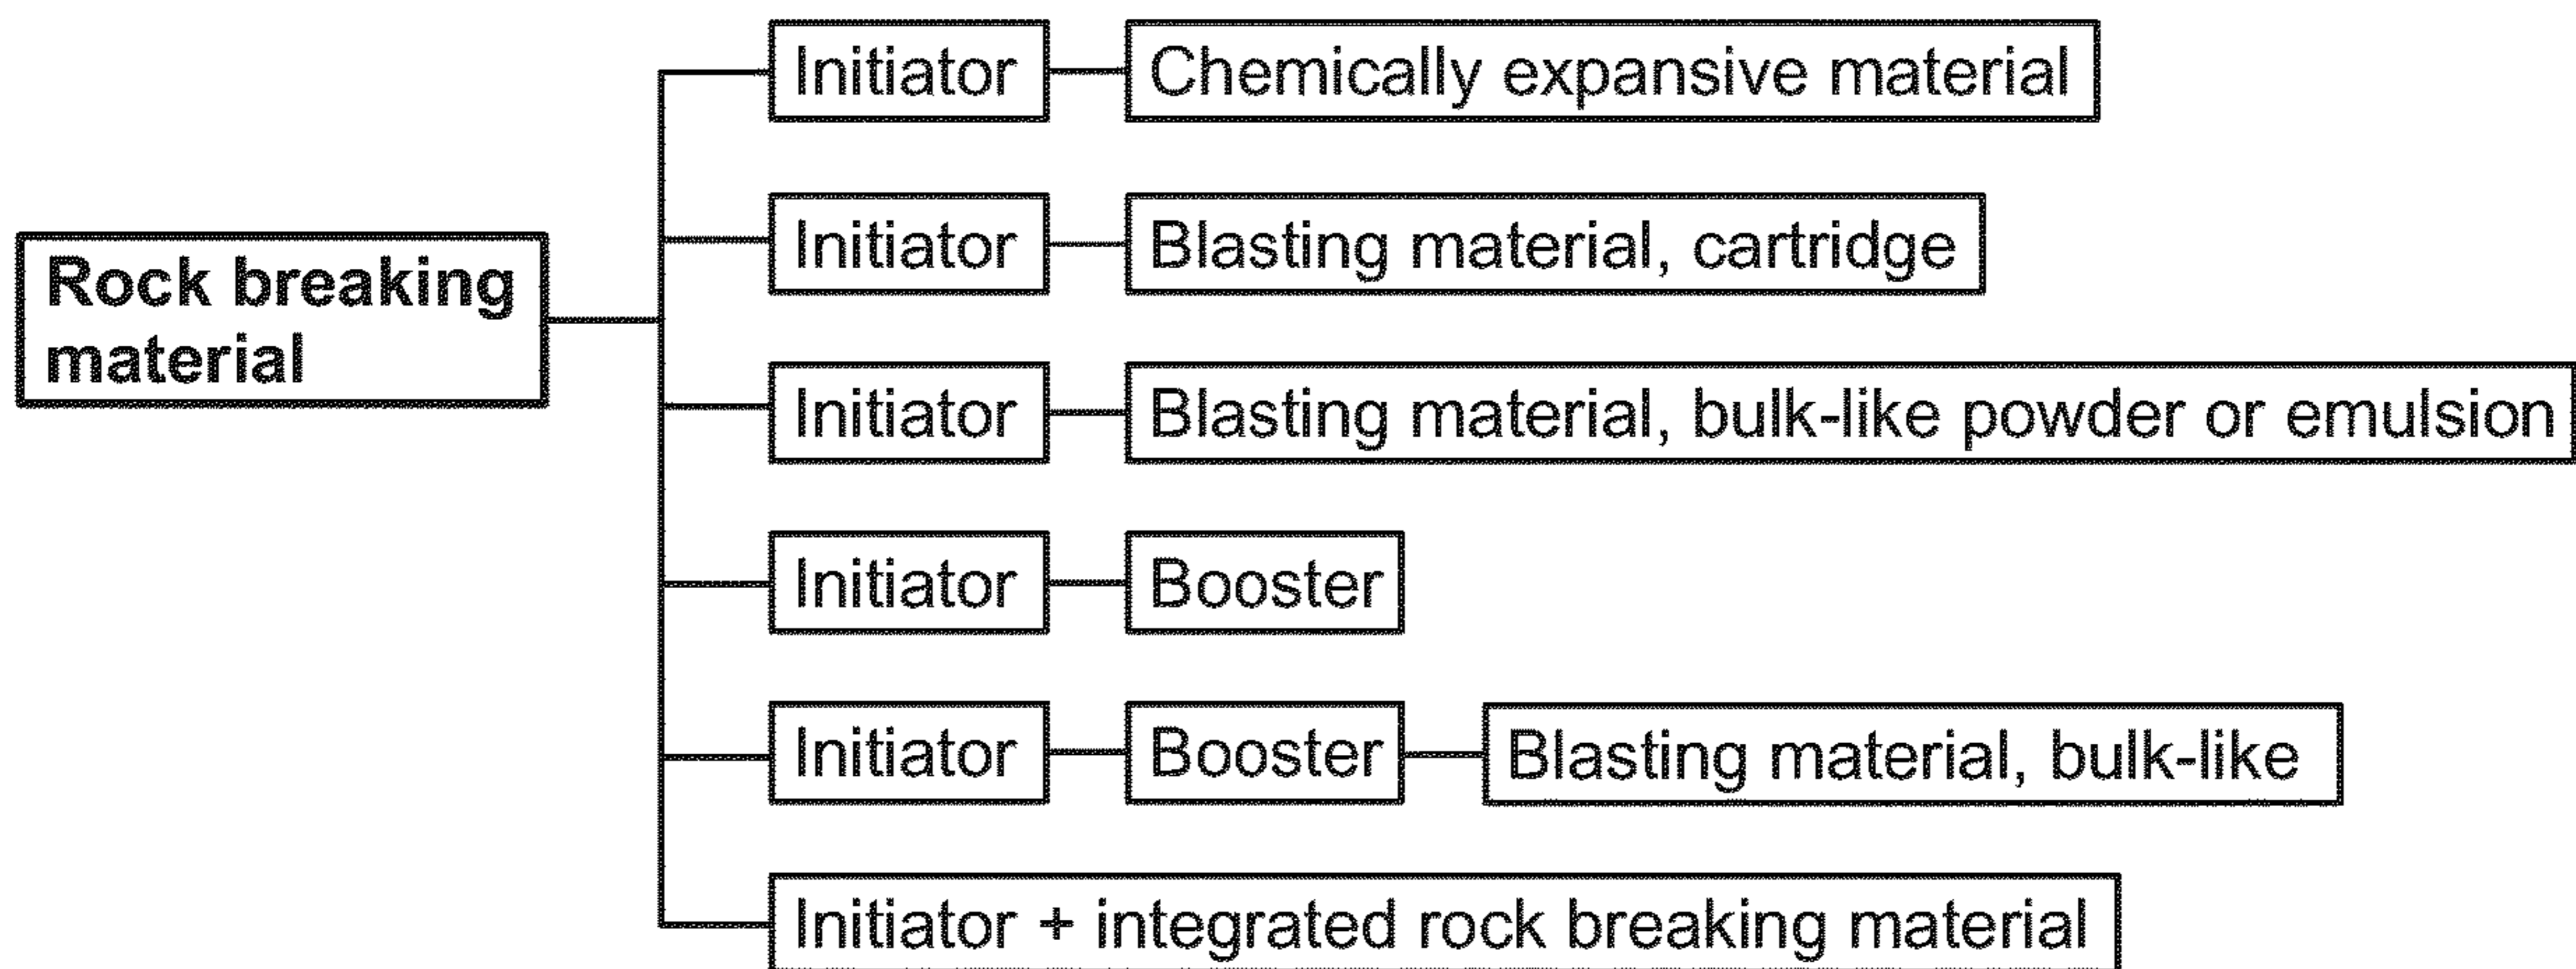 Initiator
Chemically expansive material
Initiator
Blasting material, cartridge
Rock breaking
material
Initiator
Blasting material, bulk-like powder or emulsion
Initiator
Booster
Initiator
Booster
Blasting material, bulk-like
Initiator + integrated rock breaking material